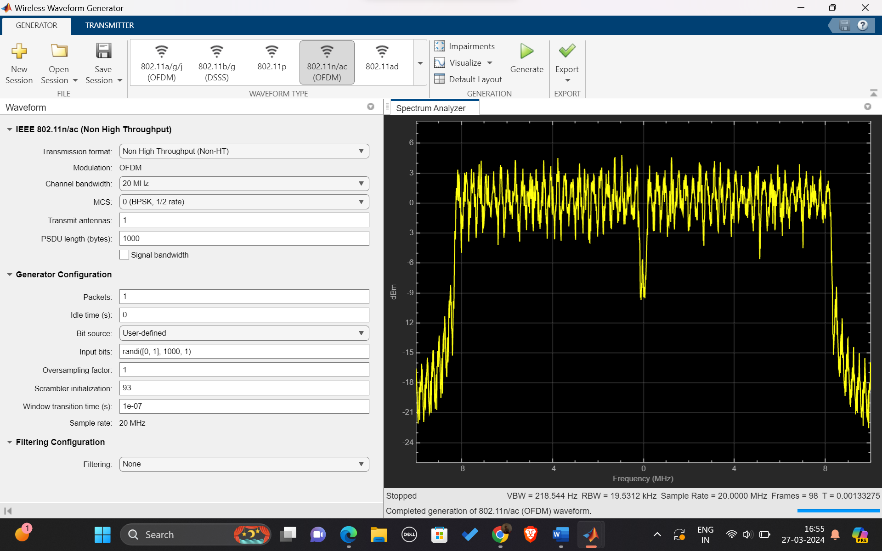 Wireless Waveform Generator
GENERATOR TRANSMITTER
New Session
Open Session
Save Session
802.11a/g/j (OFDM)
802.11b/g (DSSS)
802.11p
802.11n/ac (OFDM)
802.11ad
Impairments
Visualize
Default Layout
Generate
Export
FILE WAVEFORM TYPE GENERATION EXPORT
Waveform
IEEE 802.11n/ac (Non High Throughput)
Transmission format: Non High Throughput (Non-HT)
Modulation: OFDM
Channel bandwidth: 20 MHz
MCS: 0 (BPSK, 1/2 rate)
Transmit antennas: 1
PSDU length (bytes): 1000
Signal bandwidth
Generator Configuration
Packets: 1
Idle time (s): 0
Bit source: User-defined
Input bits: randi([0, 1], 1000, 1)
Oversampling factor: 1
Scrambler initialization: 93
Window transition time (s): 1e-07
Sample rate: 20 MHz
Filtering Configuration
Filtering: None
Spectrum Analyzer
6
3
0
3
-6
-9
-12
-15
-18
-21
24
dBm
8 4 0 4 8
Frequency (MHz)
Stopped VBW = 218.544 Hz RBW = 19.5312 kHz Sample Rate = 20.0000 MHz Frames = 98 T = 0.00133275
Completed generation of 802.11n/ac (OFDM) waveform.
1
Search
DELL
W
ENG
IN
16:55
27-03-2024
PRE